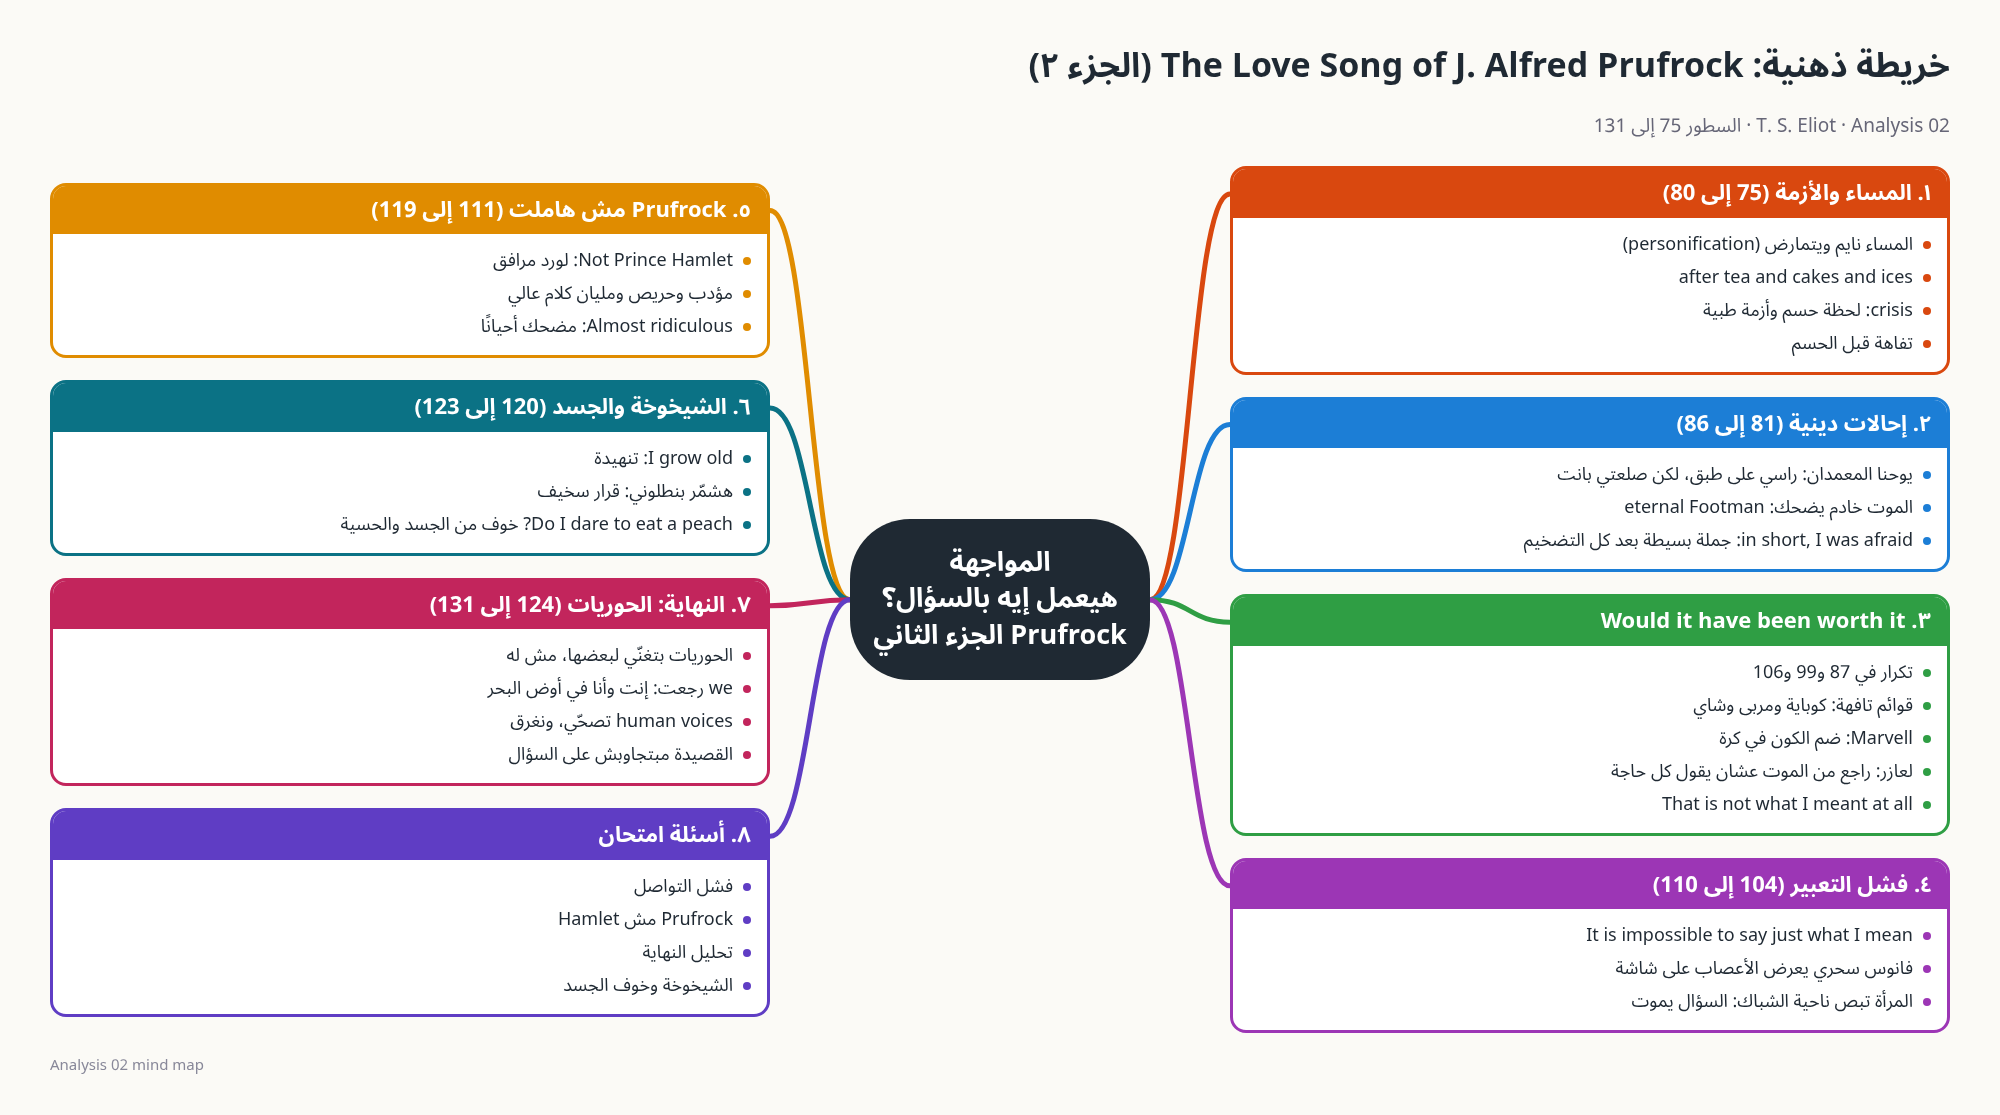 خريطة ذهنية: The Love Song of J. Alfred Prufrock (الجزء ٢)
T. S. Eliot · Analysis 02 · السطور 75 إلى 131
١. المساء والأزمة (75 إلى 80)
المساء نايم ويتمارض (personification)
after tea and cakes and ices
crisis: لحظة حسم وأزمة طبية
تفاهة قبل الحسم
٢. إحالات دينية (81 إلى 86)
يوحنا المعمدان: راسي على طبق، لكن صلعتي بانت
الموت خادم يضحك: eternal Footman
in short, I was afraid: جملة بسيطة بعد كل التضخيم
٣. Would it have been worth it
تكرار في 87 و99 و106
قوائم تافهة: كوباية ومربى وشاي
Marvell: ضم الكون في كرة
لعازر: راجع من الموت عشان يقول كل حاجة
That is not what I meant at all
٤. فشل التعبير (104 إلى 110)
It is impossible to say just what I mean
فانوس سحري يعرض الأعصاب على شاشة
المرأة تبص ناحية الشباك: السؤال يموت
المواجهة
هيعمل إيه بالسؤال؟
Prufrock الجزء الثاني
٥. Prufrock مش هاملت (111 إلى 119)
Not Prince Hamlet: لورد مرافق
مؤدب وحريص ومليان كلام عالي
Almost ridiculous: مضحك أحيانًا
٦. الشيخوخة والجسد (120 إلى 123)
I grow old: تنهيدة
هشمّر بنطلوني: قرار سخيف
Do I dare to eat a peach? خوف من الجسد والحسية
٧. النهاية: الحوريات (124 إلى 131)
الحوريات بتغنّي لبعضها، مش له
we رجعت: إنت وأنا في أوض البحر
human voices تصحّي، ونغرق
القصيدة مبتجاوبش على السؤال
٨. أسئلة امتحان
فشل التواصل
Prufrock مش Hamlet
تحليل النهاية
الشيخوخة وخوف الجسد
Analysis 02 mind map